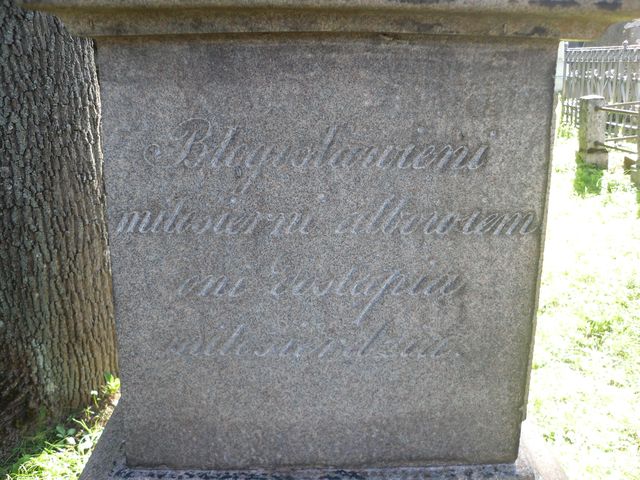 Błogosławieni
miłosierni albowiem
oni dostąpią
miłosierdzia.